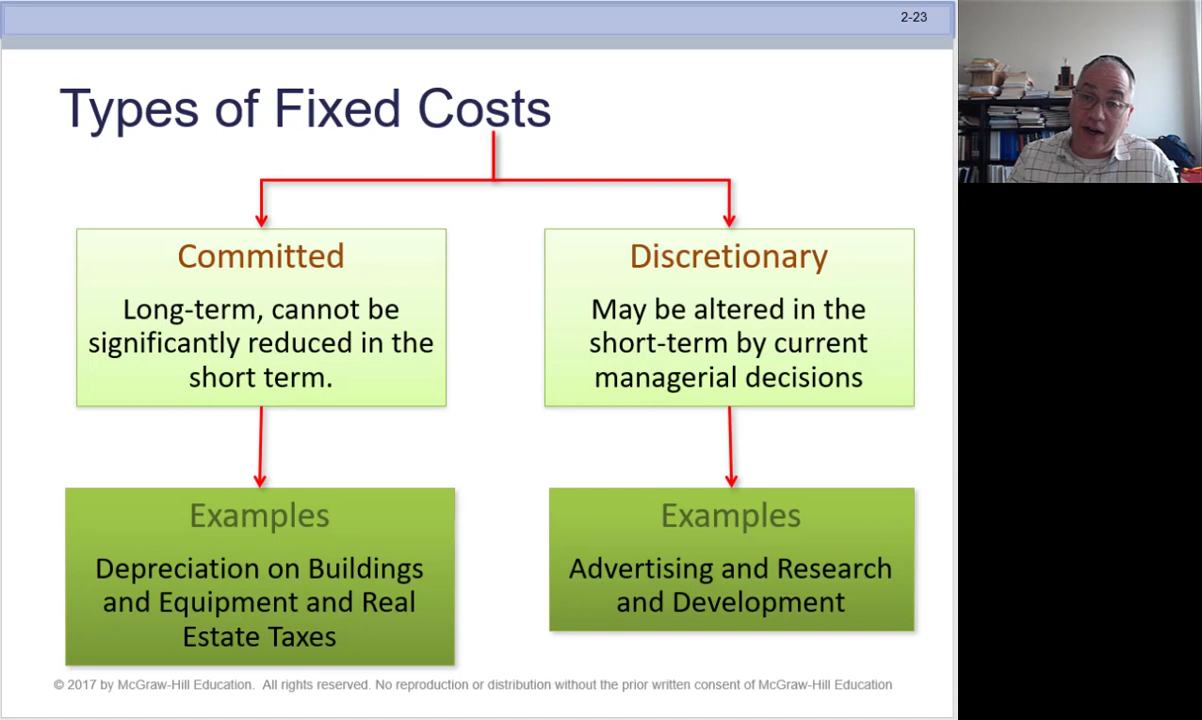 2-23
Types of Fixed Costs
Committed
Long-term, cannot be
significantly reduced in the
short term.
Discretionary
May be altered in the
short-term by current
managerial decisions
Examples
Depreciation on Buildings
and Equipment and Real
Estate Taxes
Examples
Advertising and Research
and Development
© 2017 by McGraw-Hill Education. All rights reserved. No reproduction or distribution without the prior written consent of McGraw-Hill Education